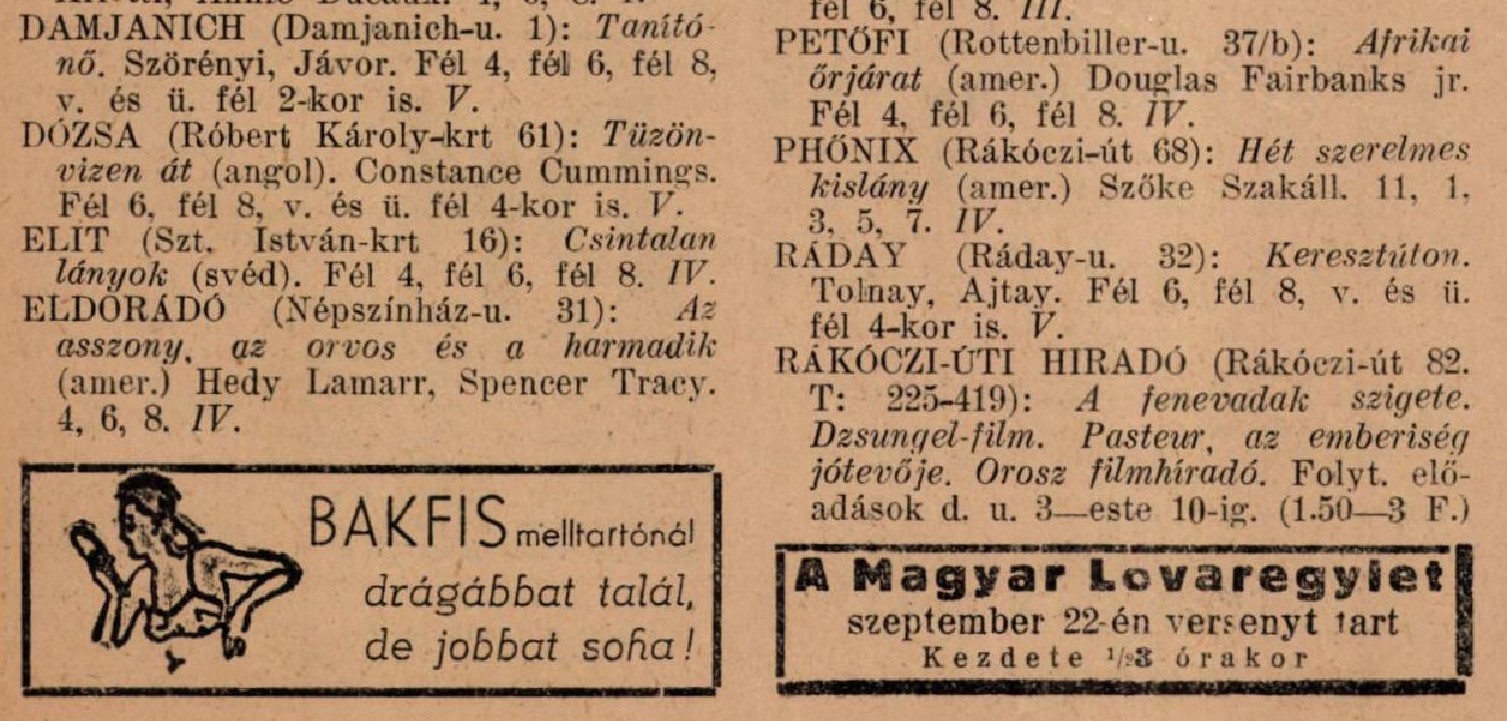 DAMJANICH (Damjanich-u. 1): Tanító-
nő. Szörényi, Jávor. Fél 4, fél 6, fél 8,
v. és ü. fél 2-kor is. V.
DÓZSA (Róbert Károly-krt 61): Tüzön-
vizen át (angol). Constance Cummings.
Fél 6, fél 8, v. és ü. fél 4-kor is. V.
ELIT (Szt. István-krt 16): Csintalan
lányok (svéd). Fél 4, fél 6, fél 8. IV.
ELDORÁDÓ (Népszínház-u. 31): Az
asszony, az orvos és a harmadik
(amer.) Hedy Lamarr, Spencer Tracy.
4, 6, 8. IV.
BAKFIS melltartónál
drágábbat talál,
de jobbat soha!
fél 6, fél 8. III.
PETŐFI (Rottenbiller-u. 37/b): Afrikai
őrjárat (amer.) Douglas Fairbanks jr.
Fél 4, fél 6, fél 8. IV.
PHŐNIX (Rákóczi-út 68): Hét szerelmes
kislány (amer.) Szőke Szakáll. 11, 1,
3, 5, 7. IV.
RÁDAY (Ráday-u. 32): Keresztúton.
Tolnay, Ajtay. Fél 6, fél 8, v. és ü.
fél 4-kor is. V.
RÁKÓCZI-ÚTI HIRADÓ (Rákóczi-út 82.
T: 225-419): A fenevadak szigete.
Dzsungel-film. Pasteur, az emberiség
jótevője. Orosz filmhíradó. Folyt. elő-
adások d. u. 3—este 10-ig. (1.50—3 F.)
A Magyar Lovaregylet
szeptember 22-én versenyt tart
Kezdete ½3 órakor